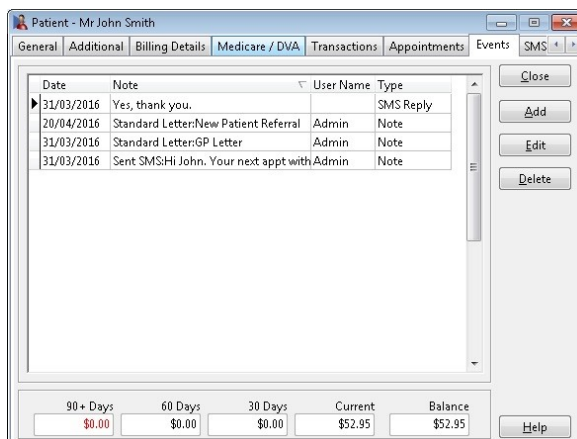 Patient - Mr John Smith
General Additional Billing Details Medicare / DVA Transactions Appointments Events SMS
Date Note User Name Type
31/03/2016 Yes, thank you. SMS Reply
20/04/2016 Standard Letter:New Patient Referral Admin Note
31/03/2016 Standard Letter:GP Letter Admin Note
31/03/2016 Sent SMS:Hi John. Your next appt with Admin Note
Close
Add
Edit
Delete
90+ Days 60 Days 30 Days Current Balance
$0.00 $0.00 $0.00 $52.95 $52.95
Help